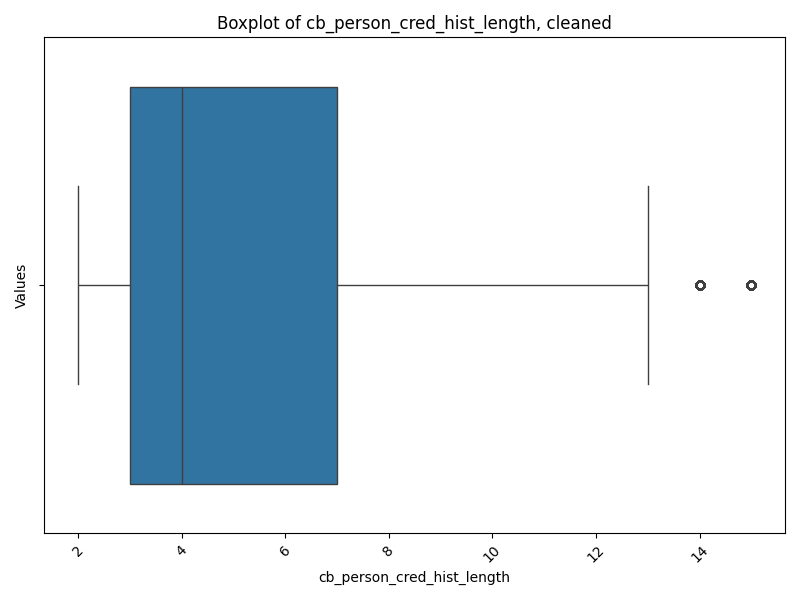 Boxplot of cb_person_cred_hist_length, cleaned
Values
2 4 6 8 10 12 14
cb_person_cred_hist_length